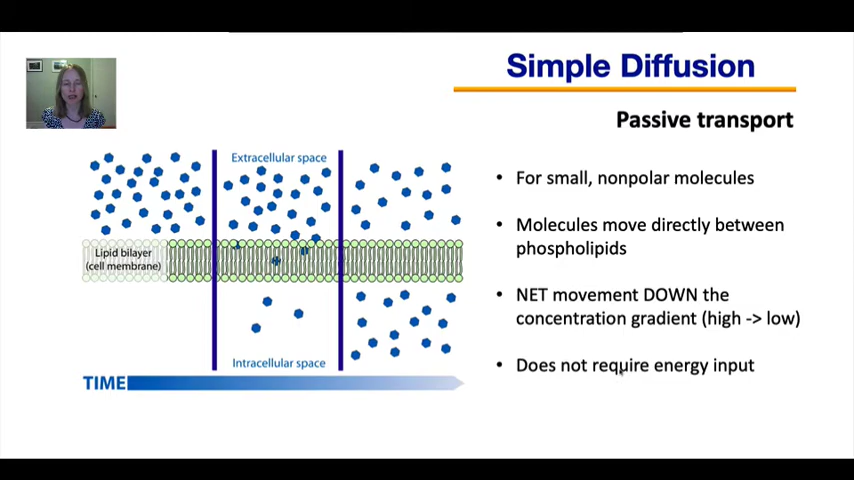 Simple Diffusion
Passive transport
Extracellular space
Lipid bilayer
(cell membrane)
Intracellular space
TIME
• For small, nonpolar molecules
• Molecules move directly between
phospholipids
• NET movement DOWN the
concentration gradient (high -> low)
• Does not require energy input